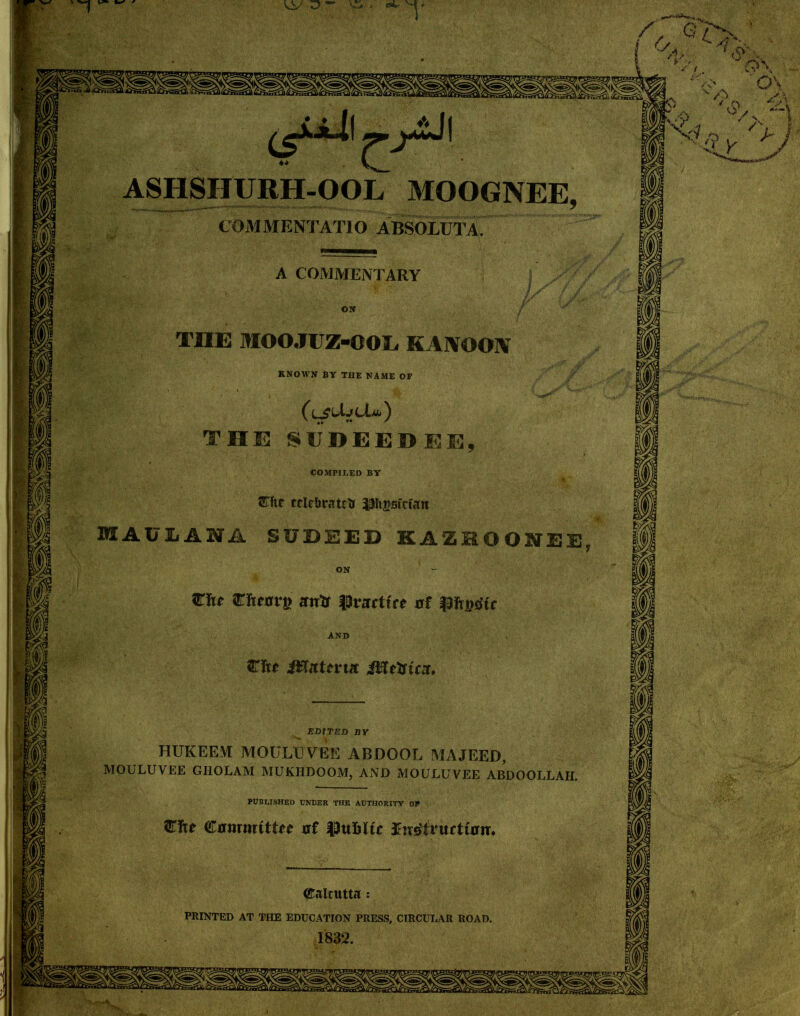 GLASGOW
UNIVERSITY
LIBRARY
الشرح المغني
ASHSHURH-OOL MOOGNEE,
COMMENTATIO ABSOLUTA.
A COMMENTARY
ON
THE MOOJUZ-OOL KANOON
KNOWN BY THE NAME OF
(سديدي)
THE SUDEEDEE,
COMPILED BY
The celebrated Physician
MAULANA SUDEED KAZROONEE,
ON
The Theory and Practice of Physic
AND
The Materia Medica.
EDITED BY
HUKEEM MOULUVEE ABDOOL MAJEED,
MOULUVEE GHOLAM MUKHDOOM, AND MOULUVEE ABDOOLLAH.
PUBLISHED UNDER THE AUTHORITY OF
The Committee of Public Instruction.
Calcutta:
PRINTED AT THE EDUCATION PRESS, CIRCULAR ROAD.
1832.